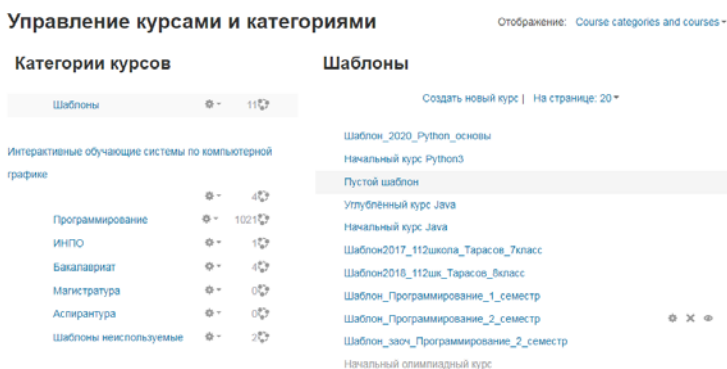 Управление курсами и категориями
Отображение: Course categories and courses
Категории курсов
Шаблоны 11
Интерактивные обучающие системы по компьютерной
графике
4
Программирование 1021
ИНПО 1
Бакалавриат 4
Магистратура 0
Аспирантура 0
Шаблоны неиспользуемые 2
Шаблоны
Создать новый курс | На странице: 20
Шаблон_2020_Python_основы
Начальный курс Python3
Пустой шаблон
Углублённый курс Java
Начальный курс Java
Шаблон2017_112школа_Тарасов_7класс
Шаблон2018_112шк_Тарасов_8класс
Шаблон_Программирование_1_семестр
Шаблон_Программирование_2_семестр
Шаблон_заоч_Программирование_2_семестр
Начальный олимпиадный курс